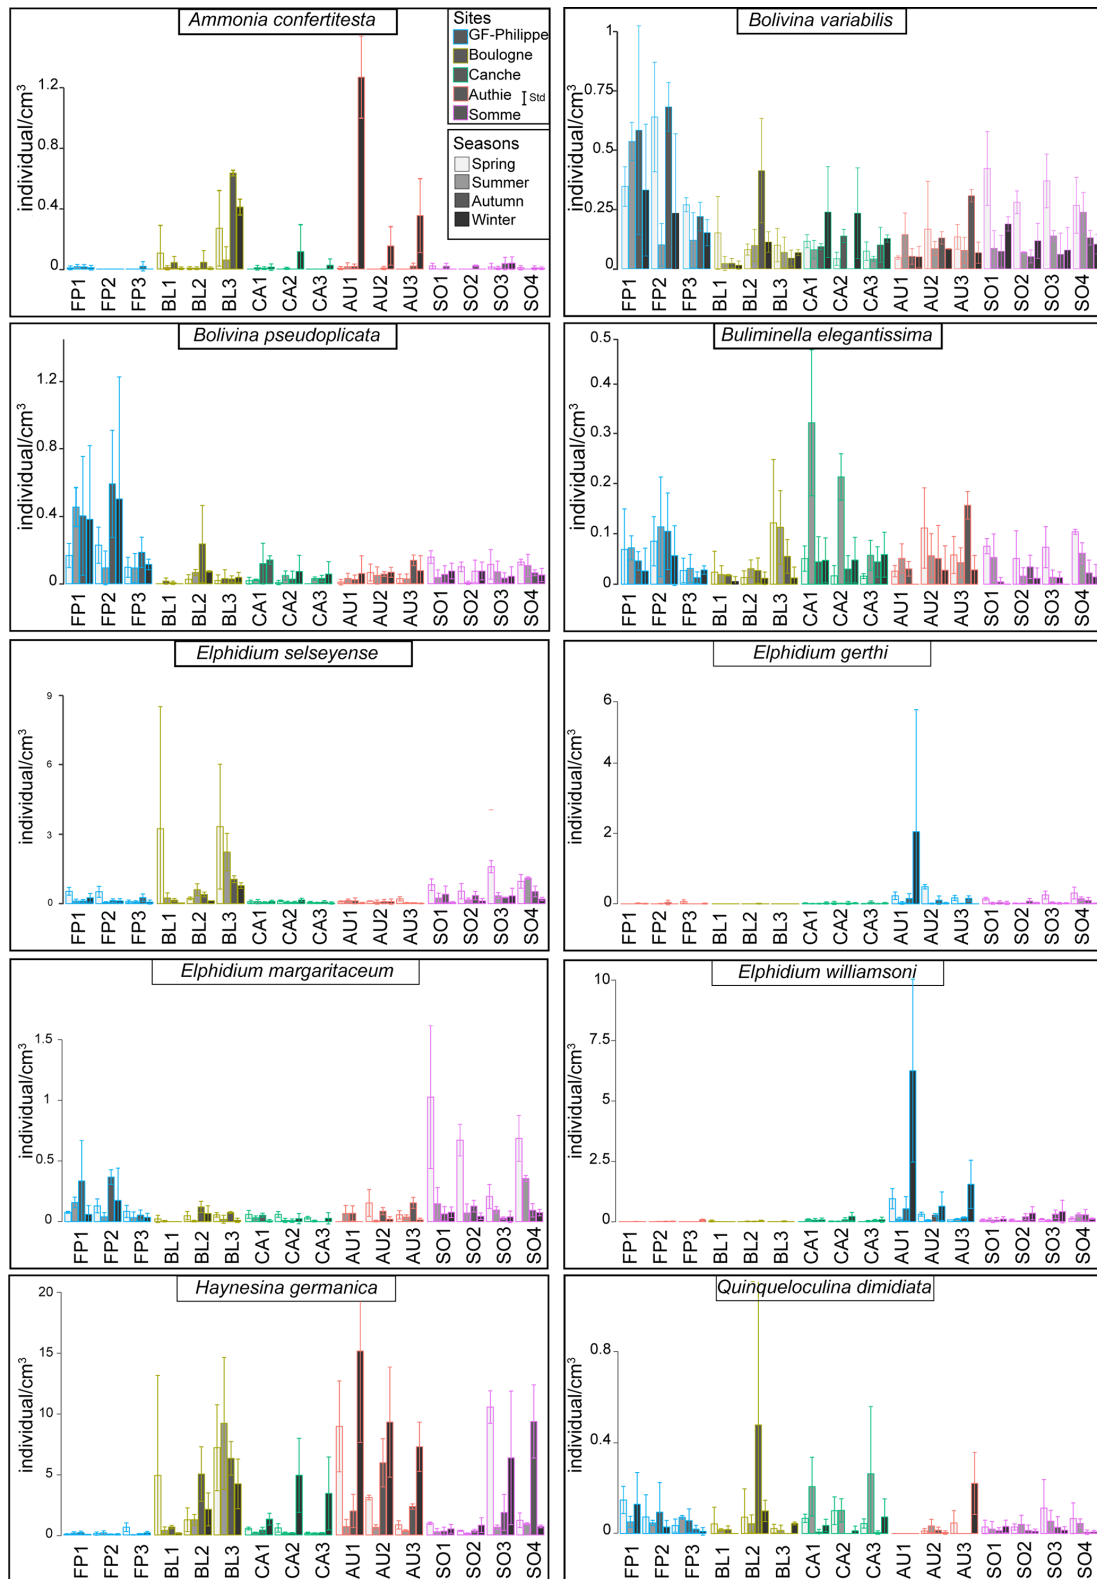 Ammonia confertitesta
individual/cm³
1.2
0.4
0
Sites
GF-Philippe
Boulogne
Canche
Authie
Std
Somme
Seasons
Spring
Summer
Autumn
Winter
FP1 FP2 FP3 BL1 BL2 BL3 CA1 CA2 CA3 AU1 AU2 AU3 SO1 SO2 SO3 SO4
Bolivina variabilis
individual/cm³
1
0.75
0.5
0.25
0
FP1 FP2 FP3 BL1 BL2 BL3 CA1 CA2 CA3 AU1 AU2 AU3 SO1 SO2 SO3 SO4
Bolivina pseudoplicata
individual/cm³
1.2
0.8
0.4
0
FP1 FP2 FP3 BL1 BL2 BL3 CA1 CA2 CA3 AU1 AU2 AU3 SO1 SO2 SO3 SO4
Buliminella elegantissima
individual/cm³
0.5
0.4
0.3
0.2
0.1
0
FP1 FP2 FP3 BL1 BL2 BL3 CA1 CA2 CA3 AU1 AU2 AU3 SO1 SO2 SO3 SO4
Elphidium selseyense
individual/cm³
9
6
3
0
FP1 FP2 FP3 BL1 BL2 BL3 CA1 CA2 CA3 AU1 AU2 AU3 SO1 SO2 SO3 SO4
Elphidium gerthi
individual/cm³
6
4
2
0
FP1 FP2 FP3 BL1 BL2 BL3 CA1 CA2 CA3 AU1 AU2 AU3 SO1 SO2 SO3 SO4
Elphidium margaritaceum
individual/cm³
1.5
1
0.5
0
FP1 FP2 FP3 BL1 BL2 BL3 CA1 CA2 CA3 AU1 AU2 AU3 SO1 SO2 SO3 SO4
Elphidium williamsoni
individual/cm³
10
7.5
5
2.5
0
FP1 FP2 FP3 BL1 BL2 BL3 CA1 CA2 CA3 AU1 AU2 AU3 SO1 SO2 SO3 SO4
Haynesina germanica
individual/cm³
20
15
10
5
0
FP1 FP2 FP3 BL1 BL2 BL3 CA1 CA2 CA3 AU1 AU2 AU3 SO1 SO2 SO3 SO4
Quinqueloculina dimidiata
individual/cm³
0.8
0.4
0
FP1 FP2 FP3 BL1 BL2 BL3 CA1 CA2 CA3 AU1 AU2 AU3 SO1 SO2 SO3 SO4